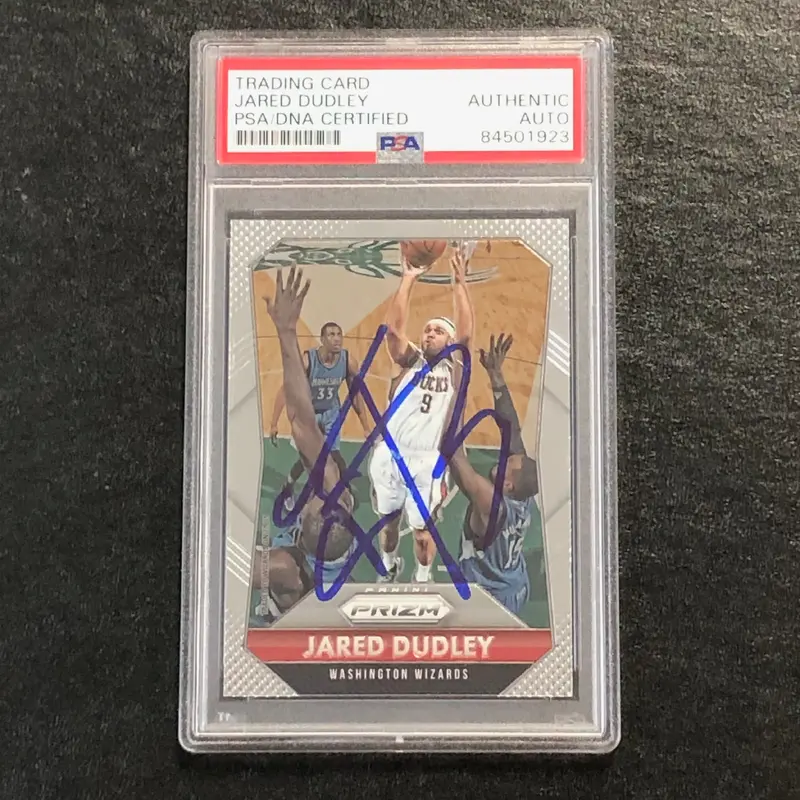 TRADING CARD
JARED DUDLEY
PSA/DNA CERTIFIED
AUTHENTIC
AUTO
84501923
PSA
BUCKS
9
33
PANINI
PRIZM
JARED DUDLEY
WASHINGTON WIZARDS